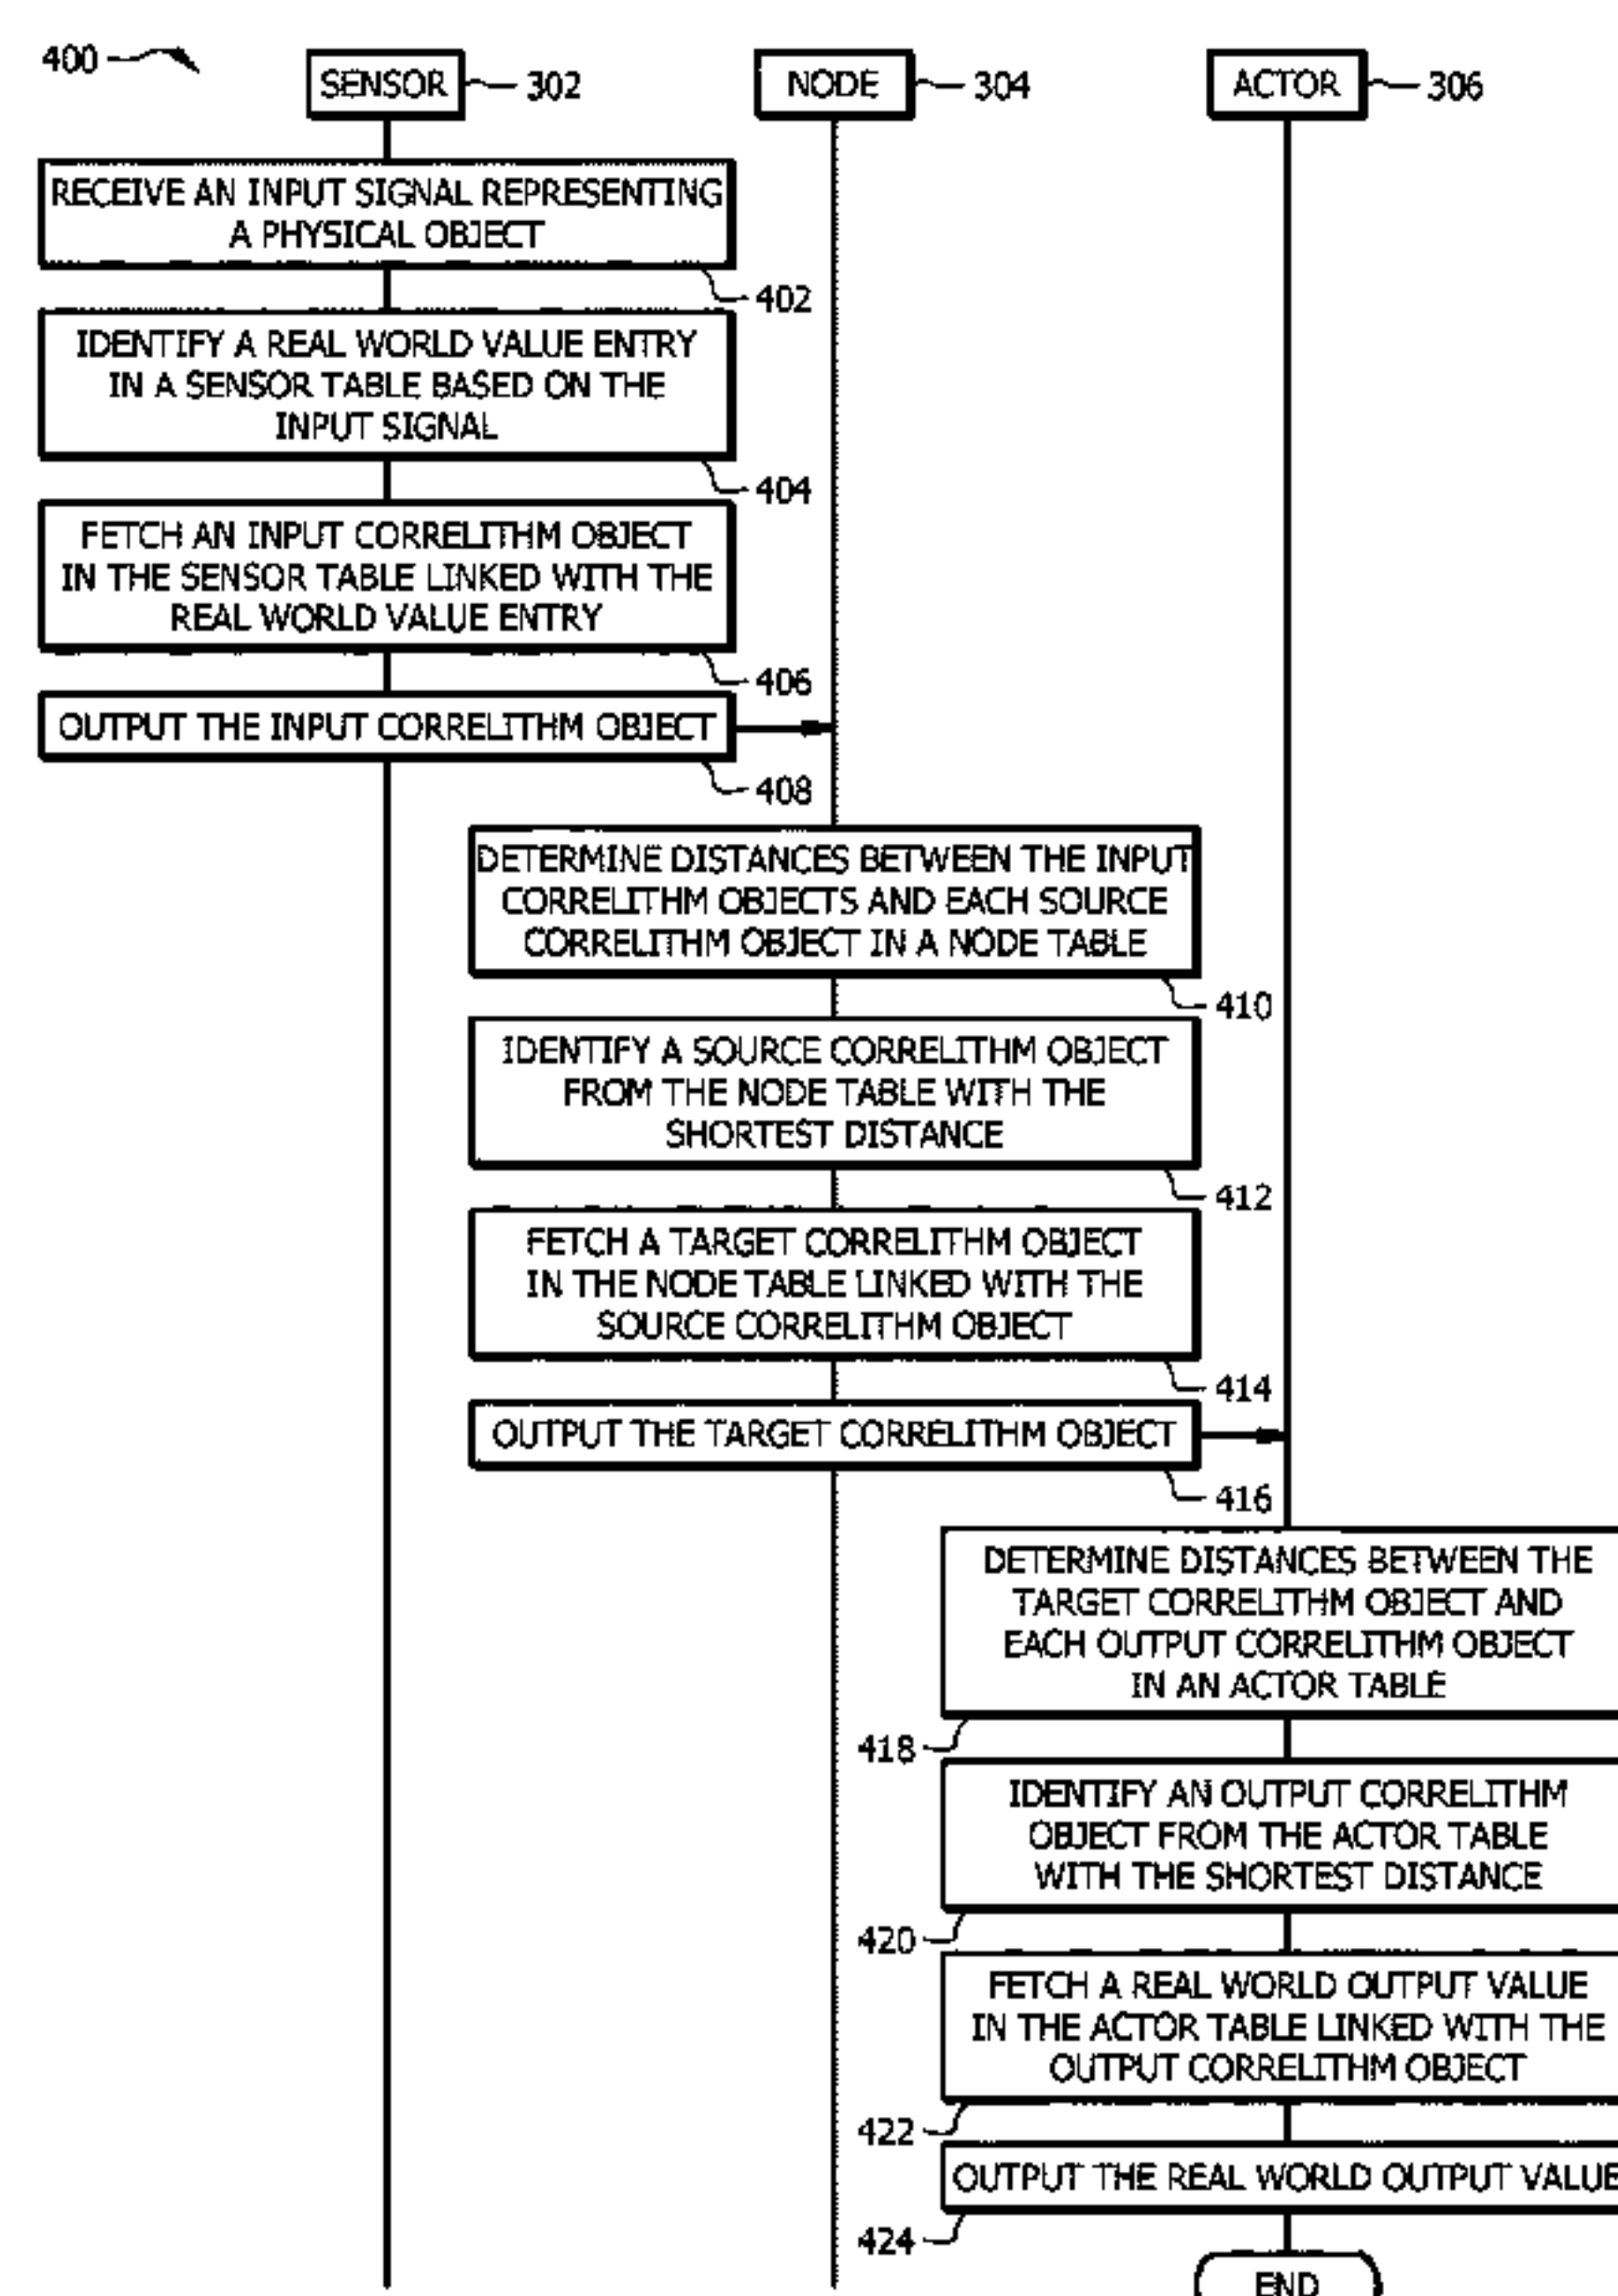 400
SENSOR
302
NODE
304
ACTOR
306
RECEIVE AN INPUT SIGNAL REPRESENTING
A PHYSICAL OBJECT
402
IDENTIFY A REAL WORLD VALUE ENTRY
IN A SENSOR TABLE BASED ON THE
INPUT SIGNAL
404
FETCH AN INPUT CORRELITHM OBJECT
IN THE SENSOR TABLE LINKED WITH THE
REAL WORLD VALUE ENTRY
406
OUTPUT THE INPUT CORRELITHM OBJECT
408
DETERMINE DISTANCES BETWEEN THE INPUT
CORRELITHM OBJECTS AND EACH SOURCE
CORRELITHM OBJECT IN A NODE TABLE
410
IDENTIFY A SOURCE CORRELITHM OBJECT
FROM THE NODE TABLE WITH THE
SHORTEST DISTANCE
412
FETCH A TARGET CORRELITHM OBJECT
IN THE NODE TABLE LINKED WITH THE
SOURCE CORRELITHM OBJECT
414
OUTPUT THE TARGET CORRELITHM OBJECT
416
DETERMINE DISTANCES BETWEEN THE
TARGET CORRELITHM OBJECT AND
EACH OUTPUT CORRELITHM OBJECT
IN AN ACTOR TABLE
418
IDENTIFY AN OUTPUT CORRELITHM
OBJECT FROM THE ACTOR TABLE
WITH THE SHORTEST DISTANCE
420
FETCH A REAL WORLD OUTPUT VALUE
IN THE ACTOR TABLE LINKED WITH THE
OUTPUT CORRELITHM OBJECT
422
OUTPUT THE REAL WORLD OUTPUT VALUE
424
END